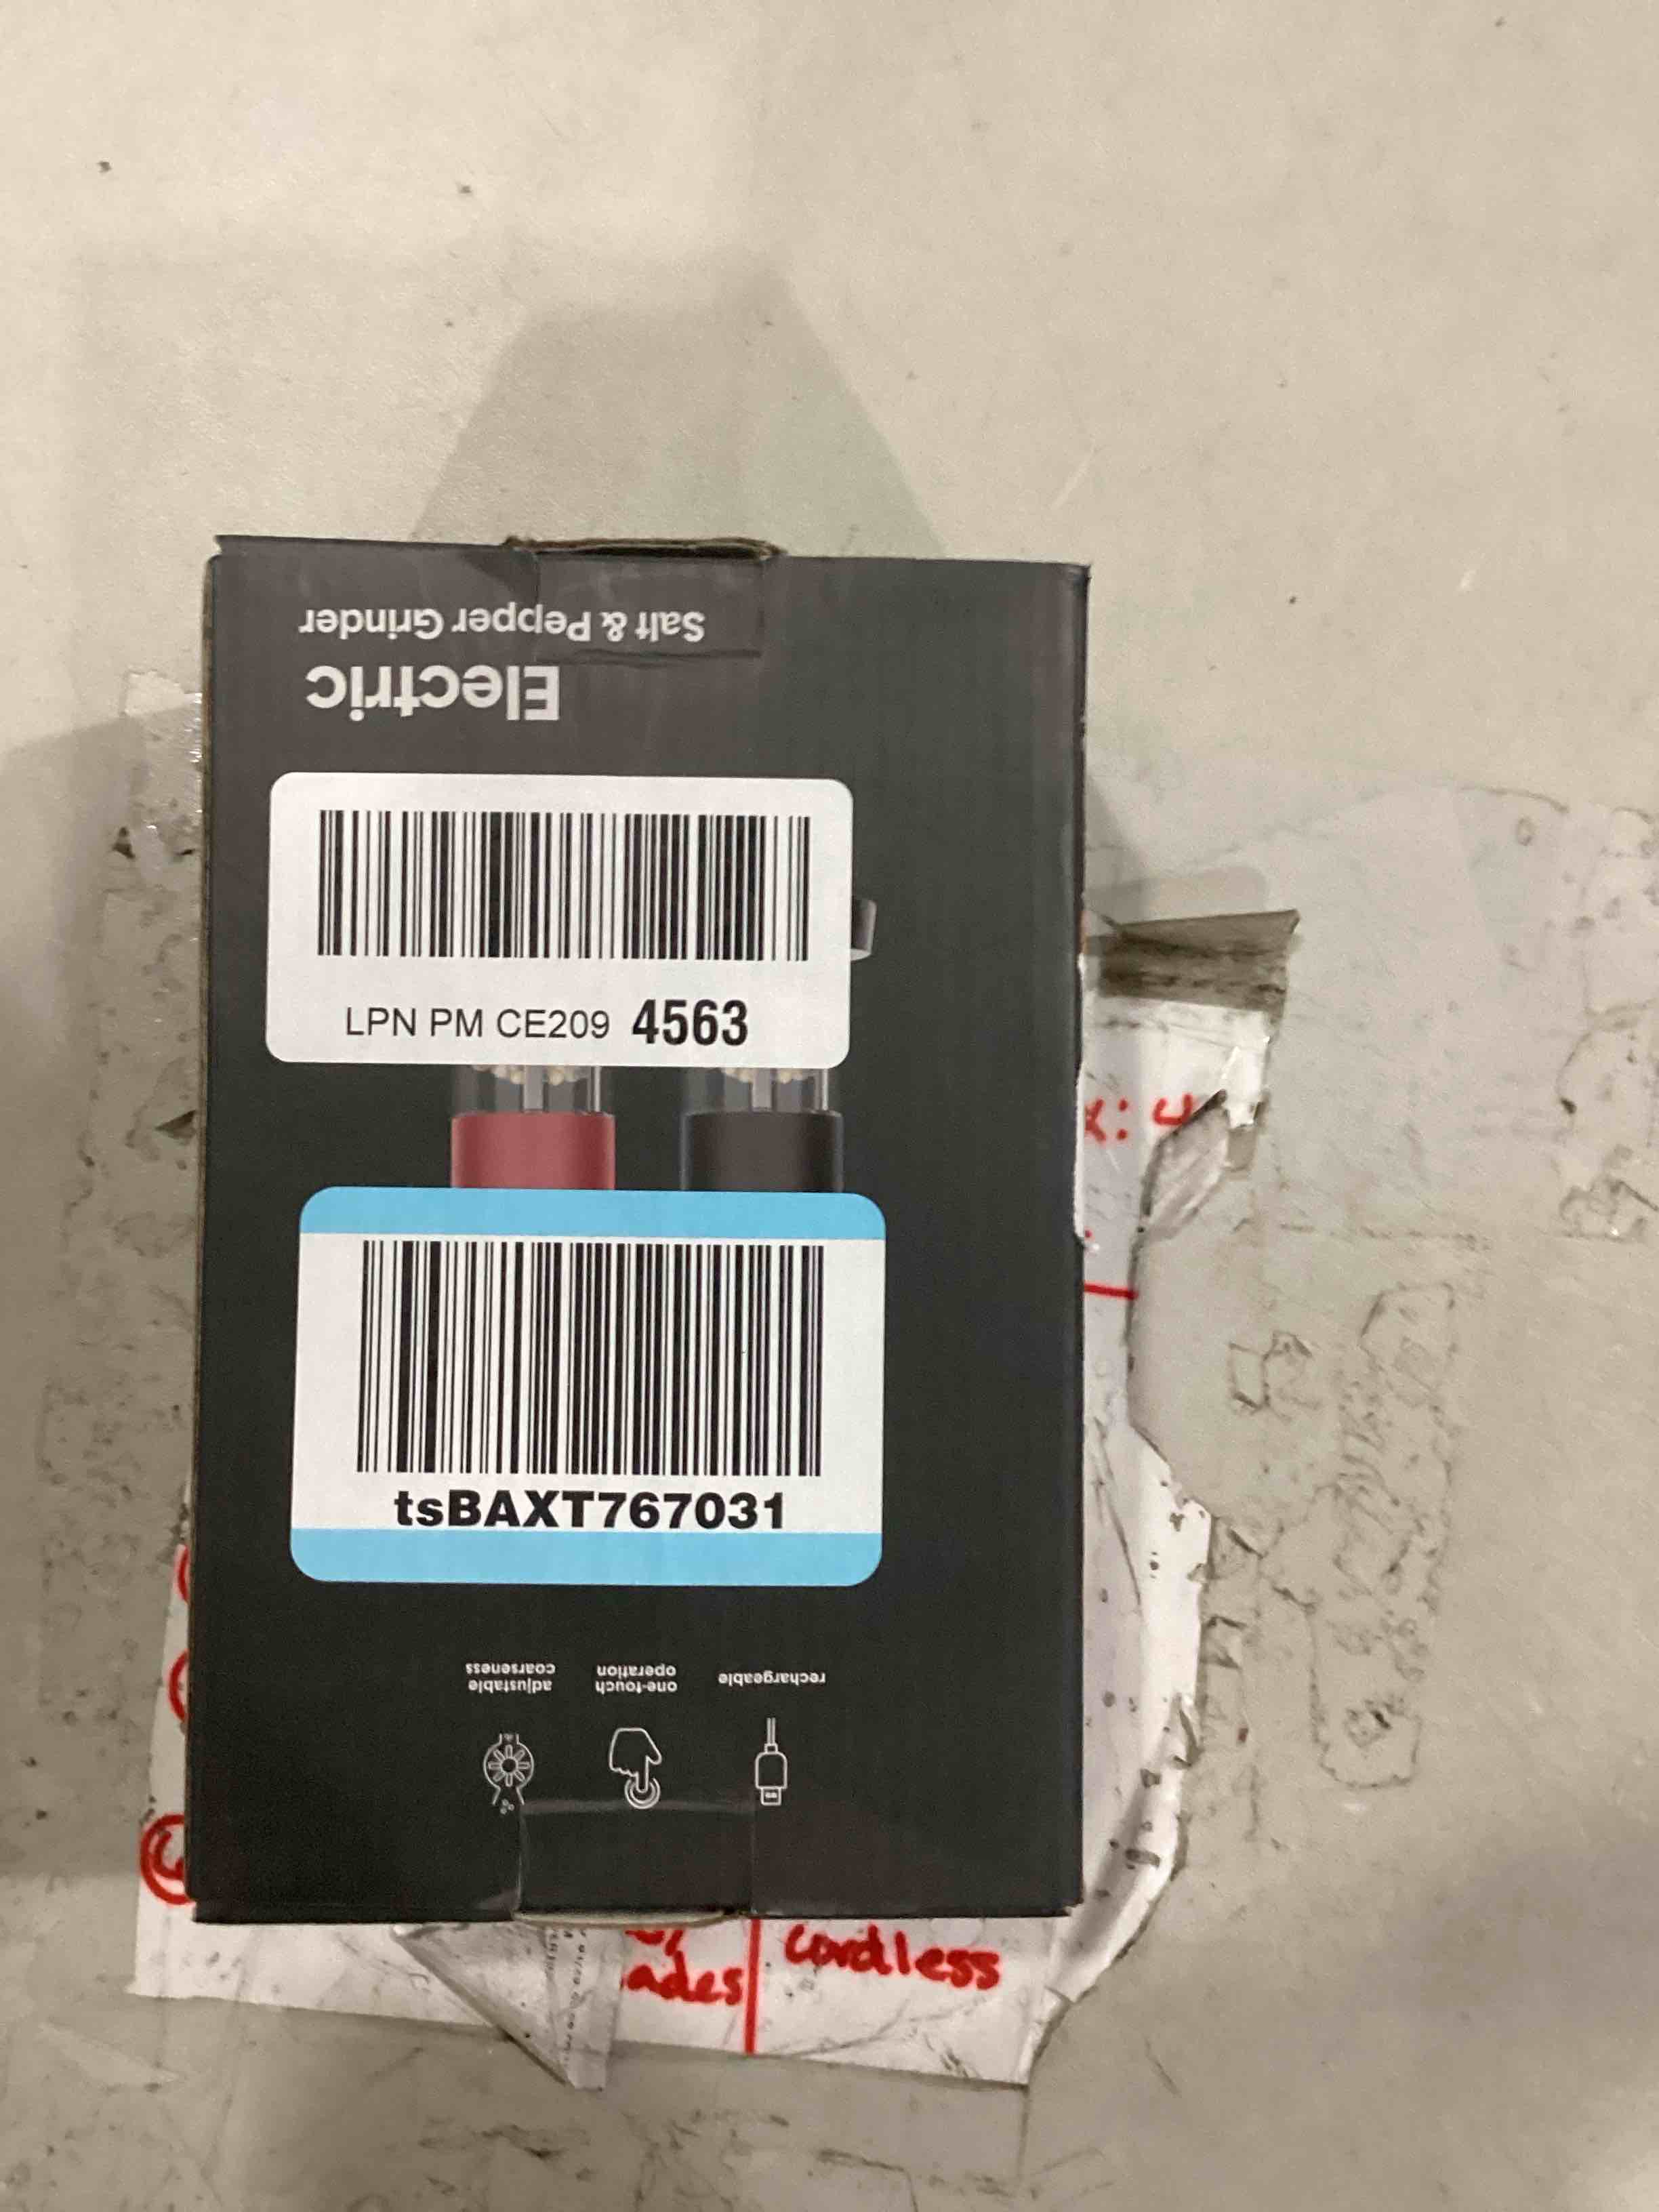 Electric
Salt & Pepper Grinder
LPN PM CE209 4563
tsBAXT767031
rechargeable
one-touch
operation
adjustable
coarseness
cordless